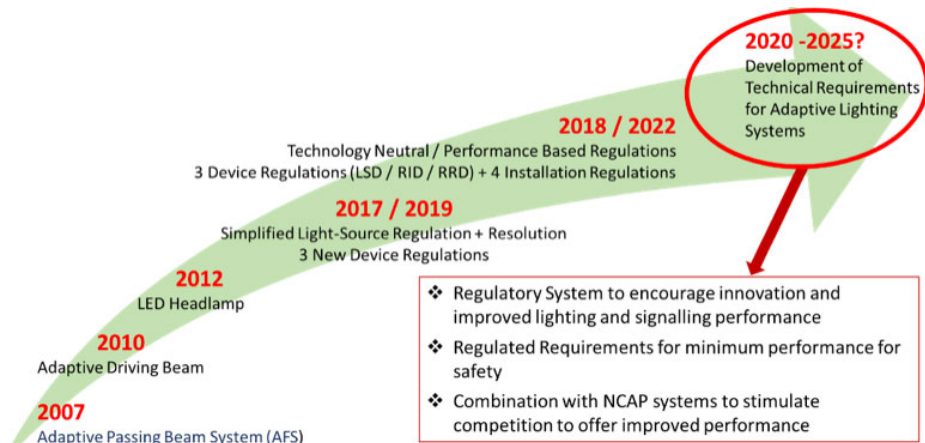 2020 -2025?
Development of
Technical Requirements
for Adaptive Lighting
Systems
2018 / 2022
Technology Neutral / Performance Based Regulations
3 Device Regulations (LSD / RID / RRD) + 4 Installation Regulations
2017 / 2019
Simplified Light-Source Regulation + Resolution
3 New Device Regulations
2012
LED Headlamp
2010
Adaptive Driving Beam
2007
Adaptive Passing Beam System (AFS)
❖ Regulatory System to encourage innovation and
improved lighting and signalling performance
❖ Regulated Requirements for minimum performance for
safety
❖ Combination with NCAP systems to stimulate
competition to offer improved performance